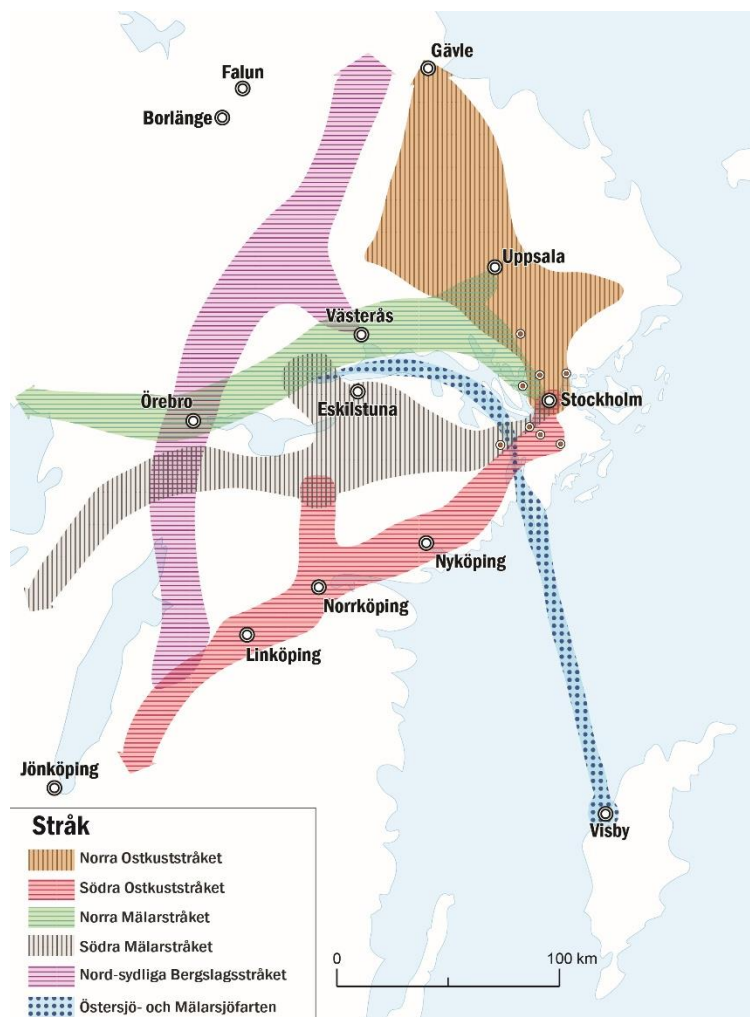 Gävle
Falun
Borlänge
Uppsala
Västerås
Örebro
Eskilstuna
Stockholm
Nyköping
Norrköping
Linköping
Jönköping
Visby
Stråk
Norra Ostkuststråket
Södra Ostkuststråket
Norra Mälarstråket
Södra Mälarstråket
Nord-sydliga Bergslagsstråket
Östersjö- och Mälarsjöfarten
0 100 km